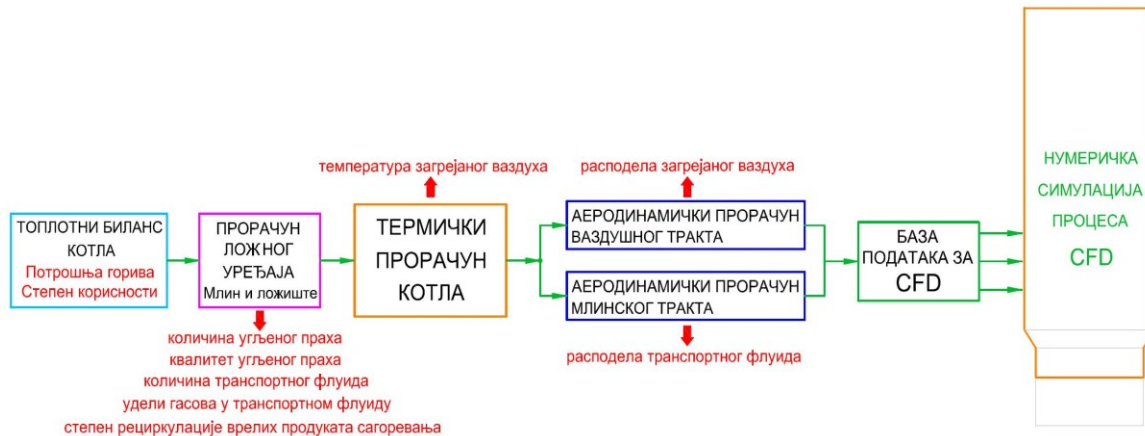 ТОПЛОТНИ БИЛАНС
КОТЛА
Потрошња горива
Степен корисности
ПРОРАЧУН
ЛОЖНОГ
УРЕЂАЈА
Млин и ложиште
количина угљеног праха
квалитет угљеног праха
количина транспортног флуида
удели гасова у транспортном флуиду
степен рециркулације врелих продуката сагоревања
температура загрејаног ваздуха
ТЕРМИЧКИ
ПРОРАЧУН
КОТЛА
расподела загрејаног ваздуха
АЕРОДИНАМИЧКИ ПРОРАЧУН
ВАЗДУШНОГ ТРАКТА
АЕРОДИНАМИЧКИ ПРОРАЧУН
МЛИНСКОГ ТРАКТА
расподела транспортног флуида
БАЗА
ПОДАТАКА ЗА
CFD
НУМЕРИЧКА
СИМУЛАЦИЈА
ПРОЦЕСА
CFD